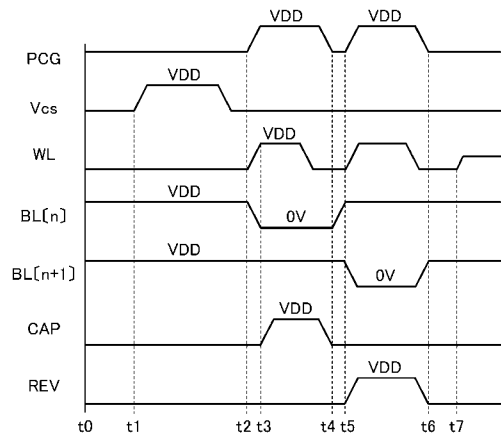 PCG VDD VDD
Vcs VDD
WL VDD
BL[n] VDD 0V
BL[n+1] VDD 0V
CAP VDD
REV VDD
t0 t1 t2 t3 t4 t5 t6 t7